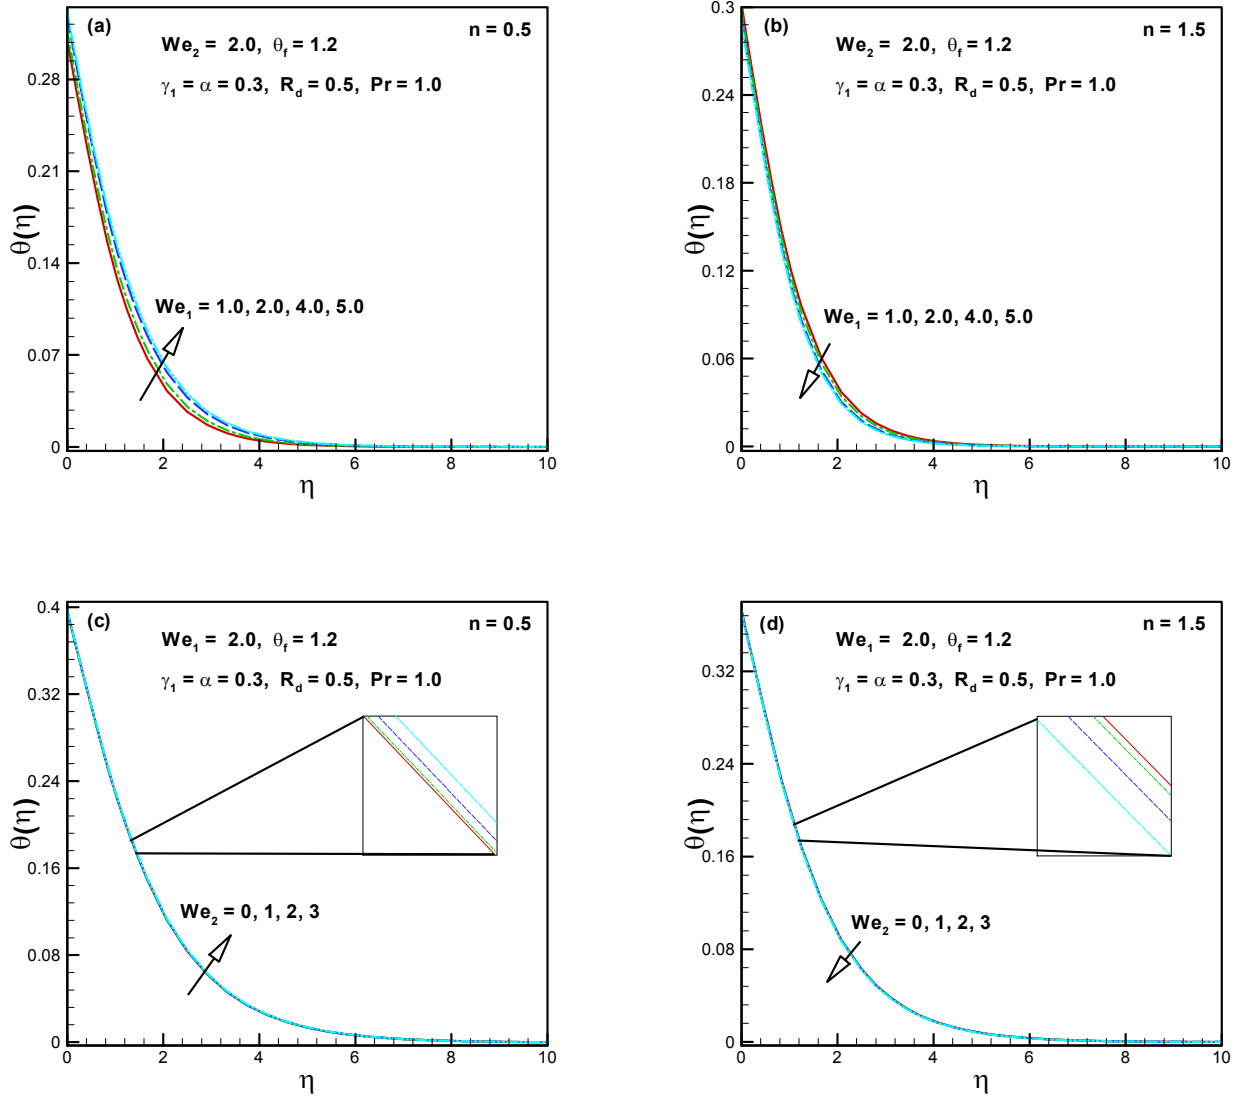 (a)
n = 0.5
We₂ = 2.0, θf = 1.2
γ₁ = α = 0.3, Rd = 0.5, Pr = 1.0
We₁ = 1.0, 2.0, 4.0, 5.0
θ(η)
0.28
0.21
0.14
0.07
0
0 2 4 6 8 10
η
(b)
n = 1.5
We₂ = 2.0, θf = 1.2
γ₁ = α = 0.3, Rd = 0.5, Pr = 1.0
We₁ = 1.0, 2.0, 4.0, 5.0
θ(η)
0.3
0.24
0.18
0.12
0.06
0
0 2 4 6 8 10
η
(c)
n = 0.5
We₁ = 2.0, θf = 1.2
γ₁ = α = 0.3, Rd = 0.5, Pr = 1.0
We₂ = 0, 1, 2, 3
θ(η)
0.4
0.32
0.24
0.16
0.08
0
0 2 4 6 8 10
η
(d)
n = 1.5
We₁ = 2.0, θf = 1.2
γ₁ = α = 0.3, Rd = 0.5, Pr = 1.0
We₂ = 0, 1, 2, 3
θ(η)
0.32
0.24
0.16
0.08
0
0 2 4 6 8 10
η